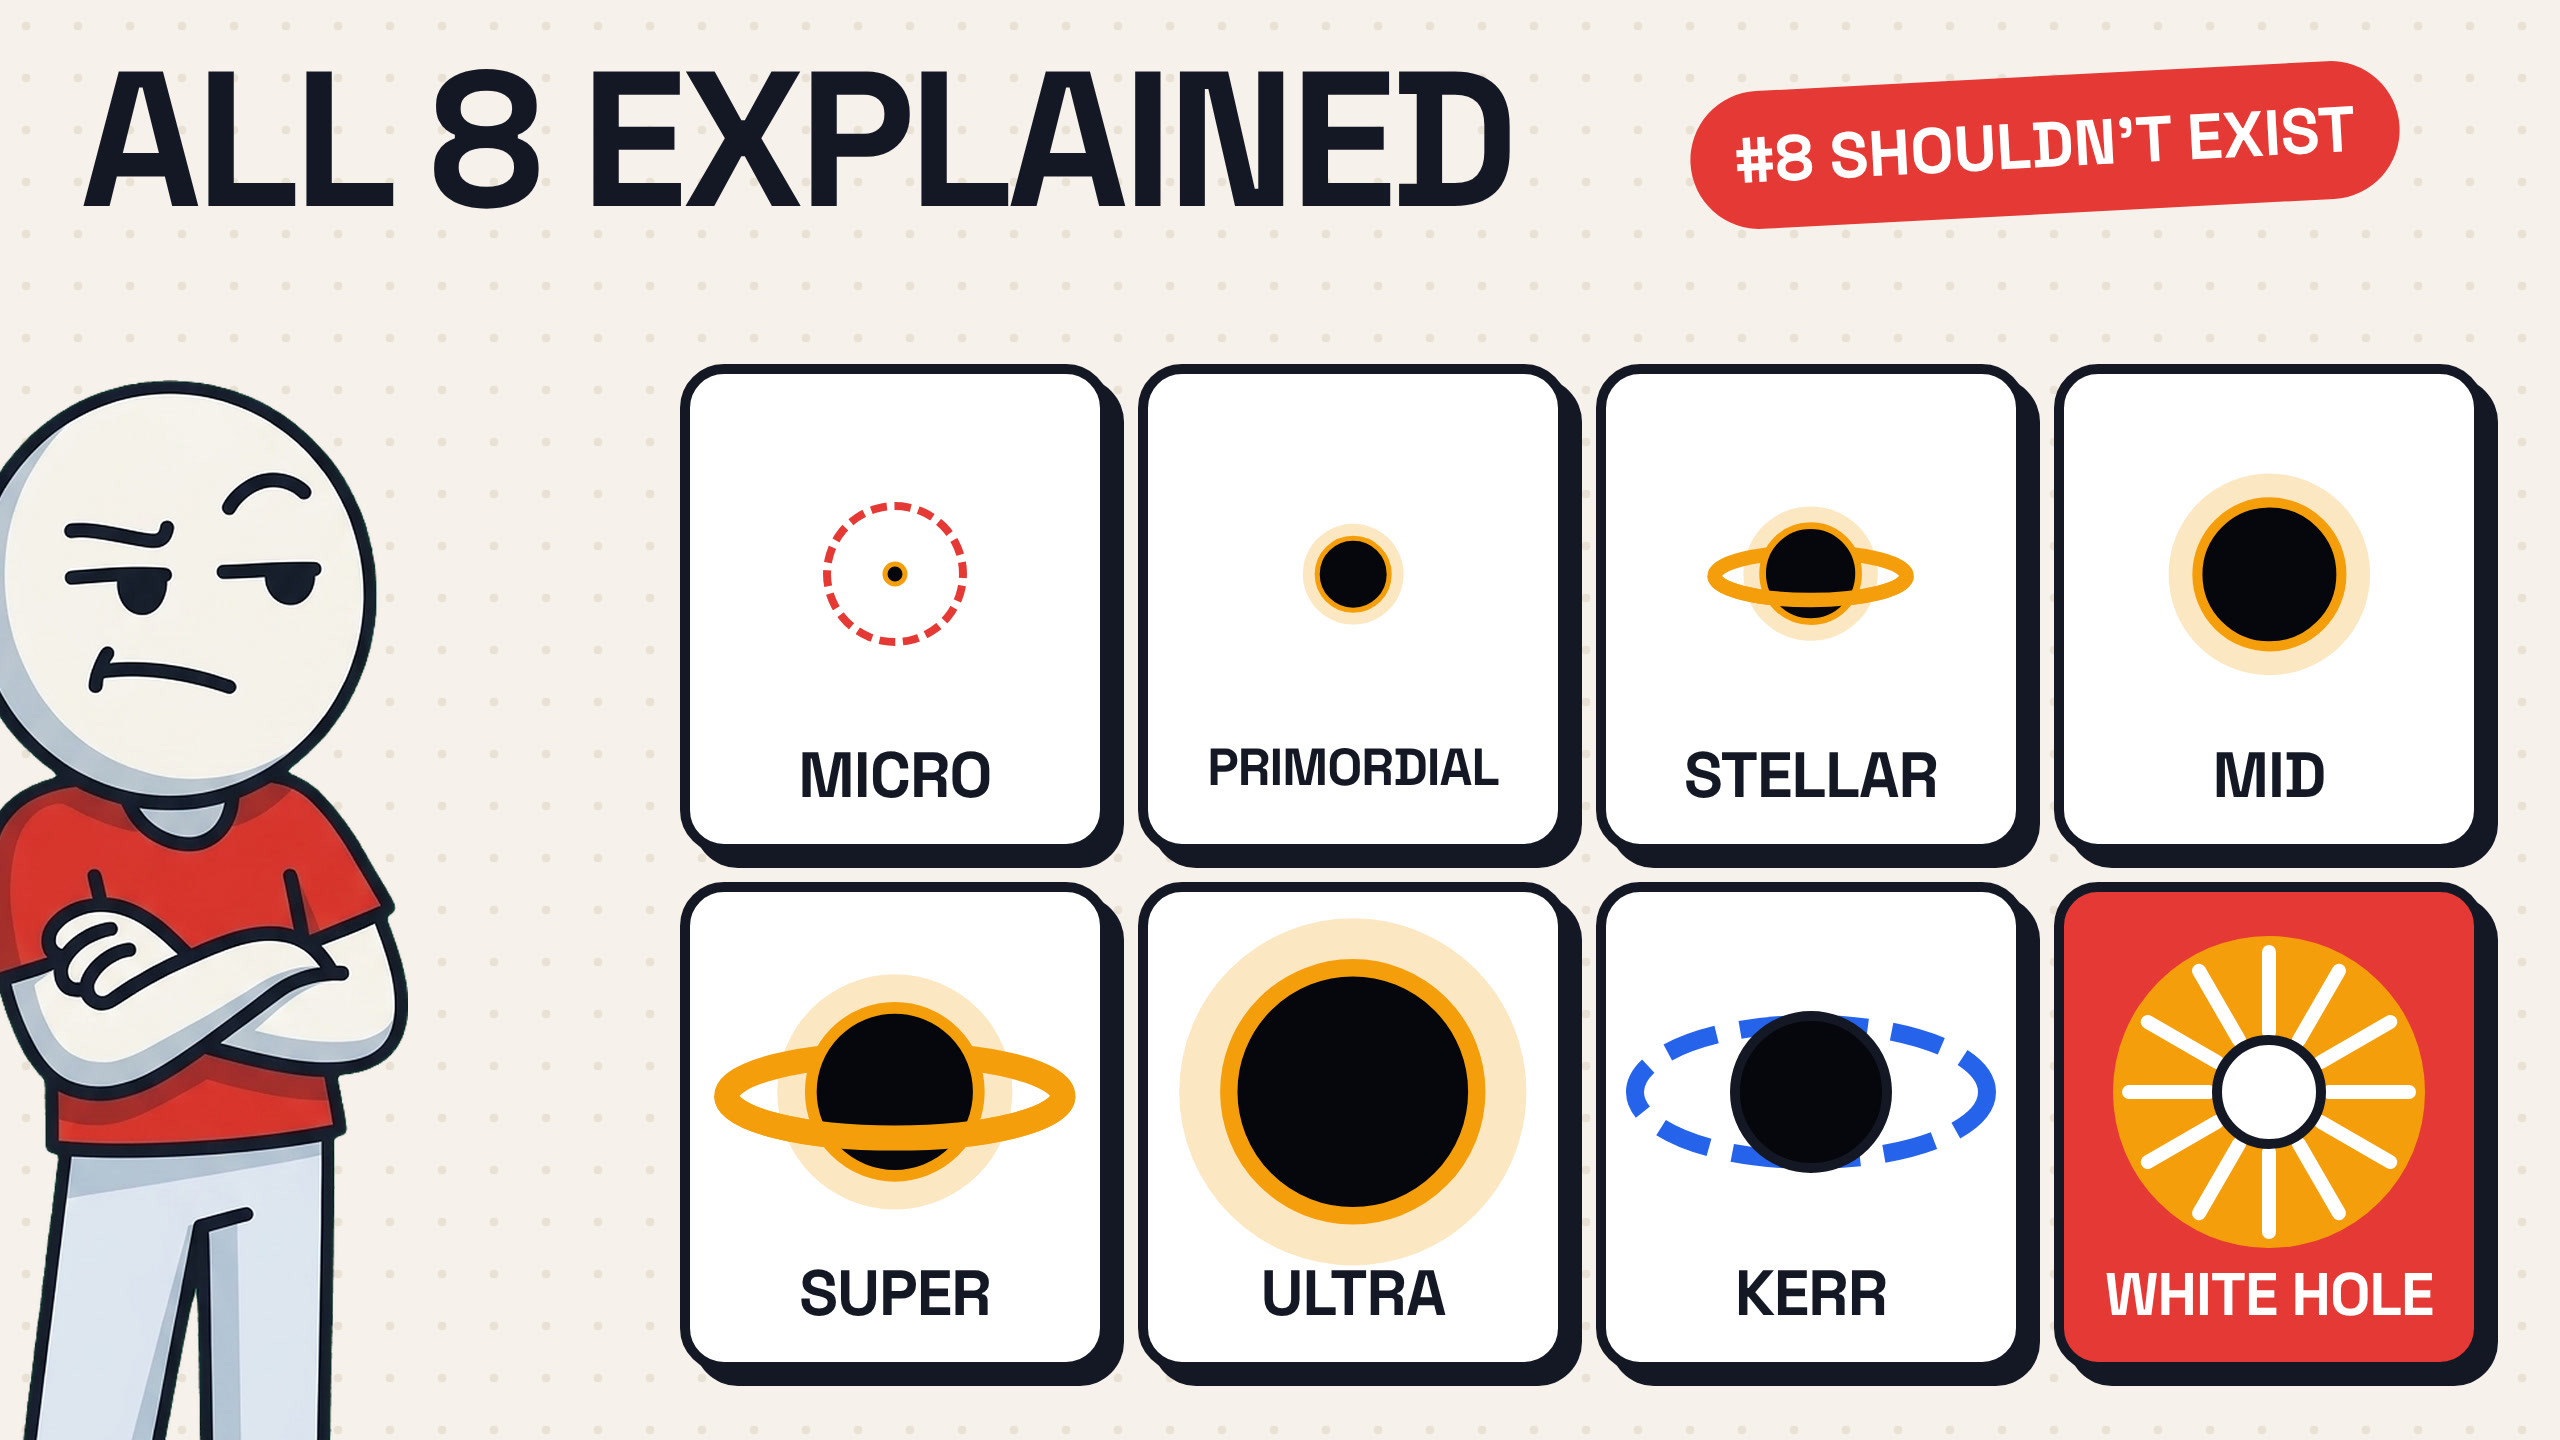 ALL 8 EXPLAINED
#8 SHOULDN’T EXIST
MICRO
PRIMORDIAL
STELLAR
MID
SUPER
ULTRA
KERR
WHITE HOLE